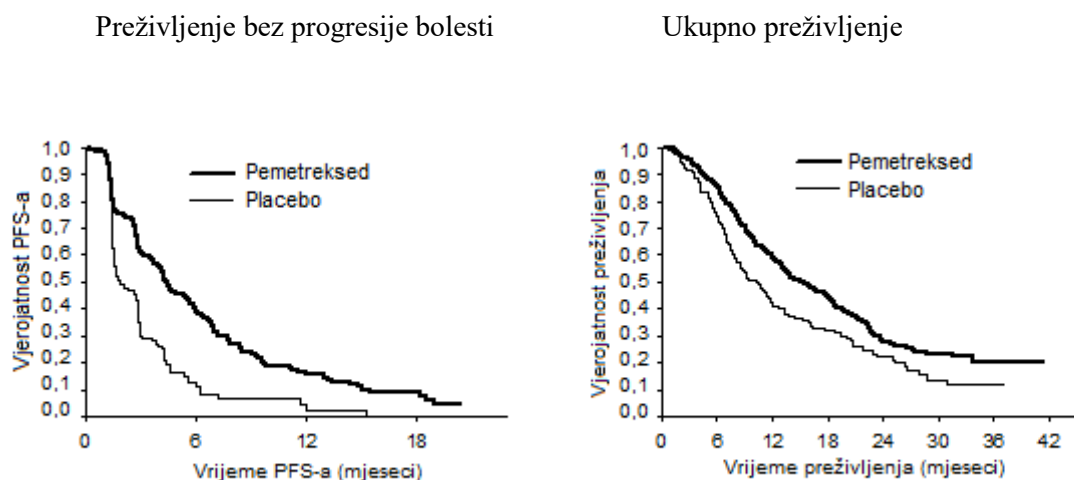 Preživljenje bez progresije bolesti
Ukupno preživljenje
Vjerojatnost PFS-a
1,0
0,9
0,8
0,7
0,6
0,5
0,4
0,3
0,2
0,1
0,0
Pemetreksed
Placebo
0 6 12 18
Vrijeme PFS-a (mjeseci)
Vjerojatnost preživljenja
1,0
0,9
0,8
0,7
0,6
0,5
0,4
0,3
0,2
0,1
0,0
Pemetreksed
Placebo
0 6 12 18 24 30 36 42
Vrijeme preživljenja (mjeseci)